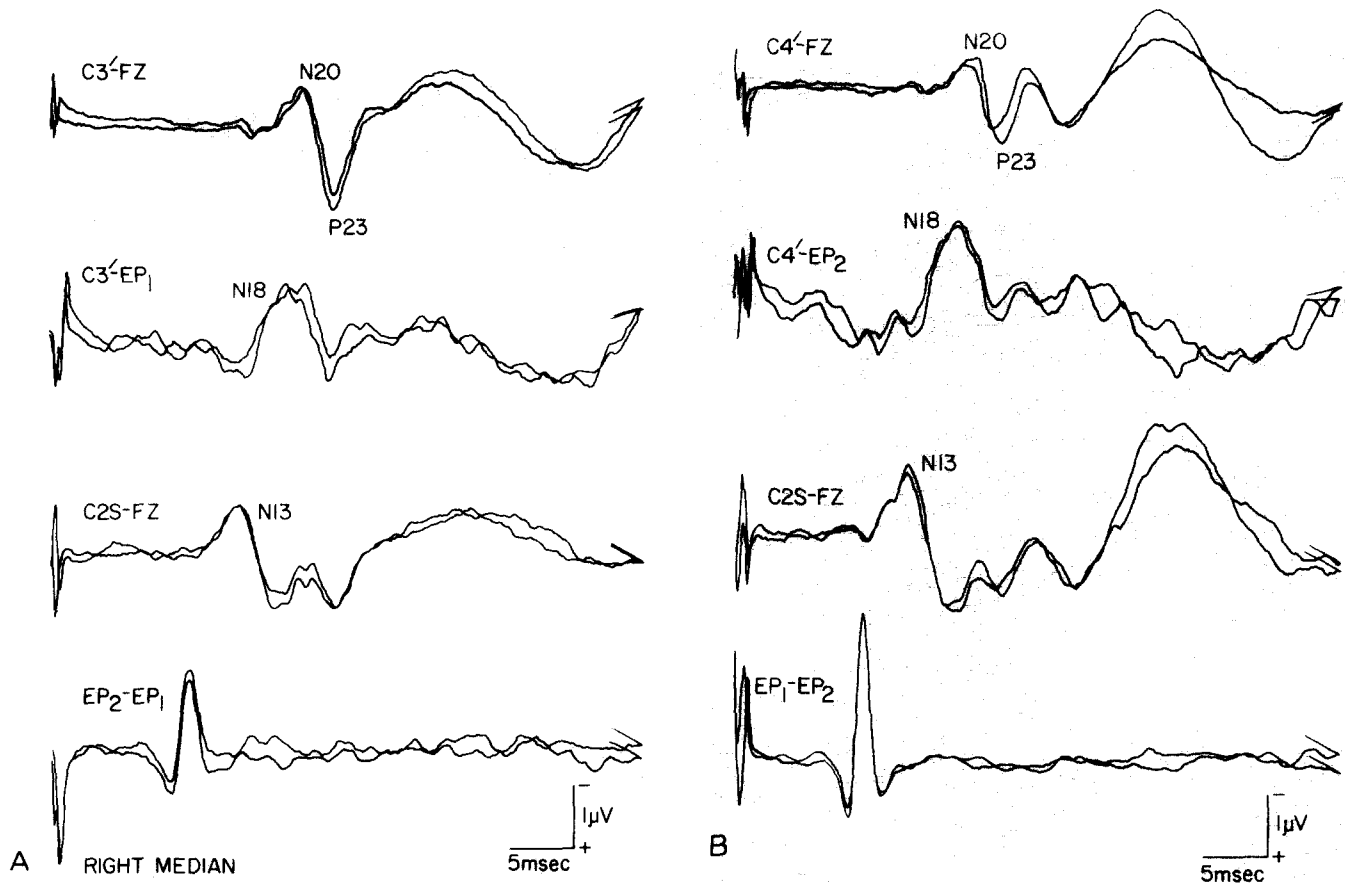 C3′-FZ
N20
P23
C3′-EP₁
N18
C2S-FZ
N13
EP₂-EP₁
-
1μV
+
5msec
A
RIGHT MEDIAN
C4′-FZ
N20
P23
N18
C4′-EP₂
N13
C2S-FZ
EP₁-EP₂
-
1μV
+
5msec
B